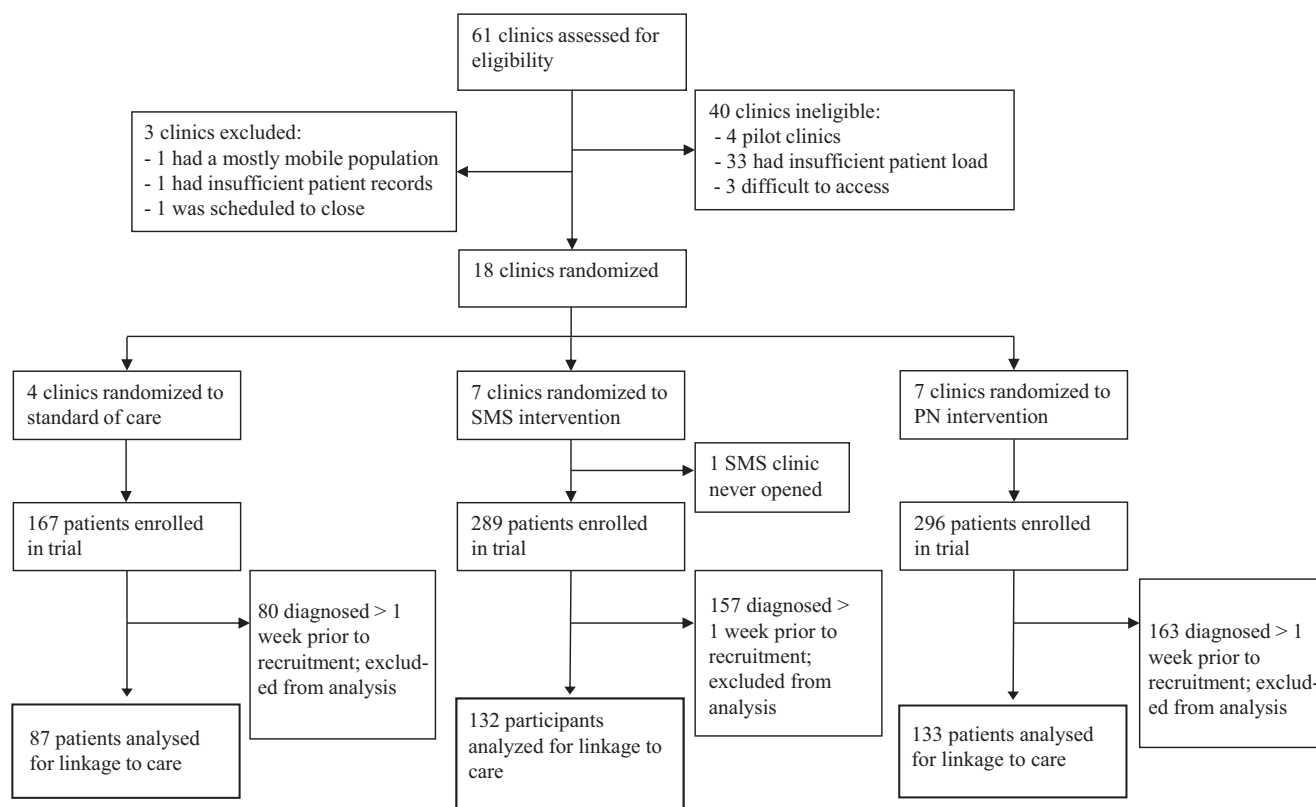 61 clinics assessed for
eligibility
3 clinics excluded:
- 1 had a mostly mobile population
- 1 had insufficient patient records
- 1 was scheduled to close
40 clinics ineligible:
- 4 pilot clinics
- 33 had insufficient patient load
- 3 difficult to access
18 clinics randomized
4 clinics randomized to
standard of care
7 clinics randomized to
SMS intervention
7 clinics randomized to
PN intervention
1 SMS clinic
never opened
167 patients enrolled
in trial
289 patients enrolled
in trial
296 patients enrolled
in trial
80 diagnosed > 1
week prior to
recruitment; exclud-
ed from analysis
157 diagnosed >
1 week prior to
recruitment;
excluded from
analysis
163 diagnosed > 1
week prior to
recruitment; exclud-
ed from analysis
87 patients analysed
for linkage to care
132 participants
analyzed for linkage to
care
133 patients analysed
for linkage to care